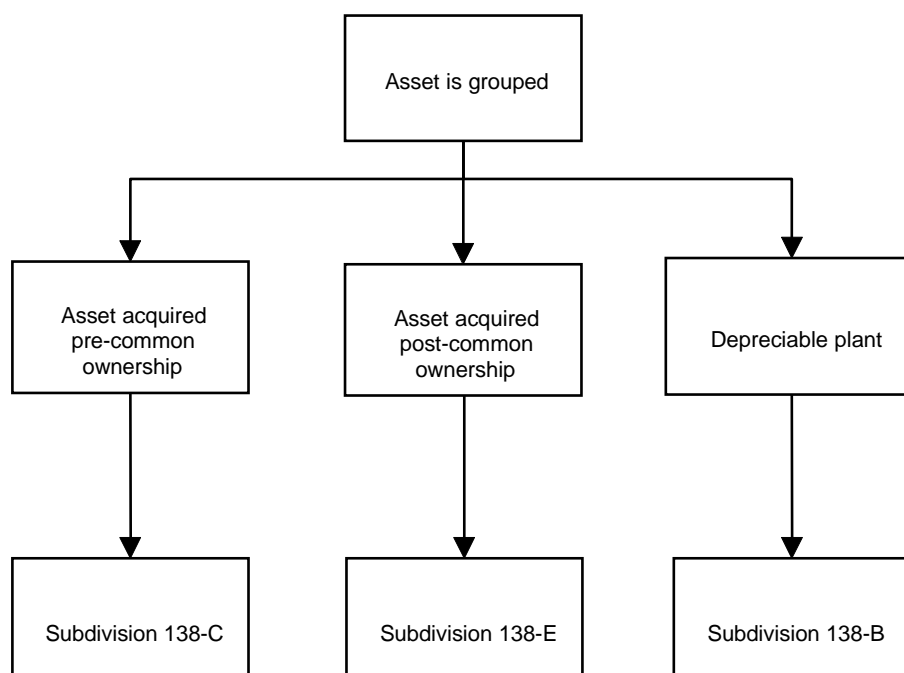 Asset is grouped
Asset acquired
pre-common
ownership
Asset acquired
post-common
ownership
Depreciable plant
Subdivision 138-C
Subdivision 138-E
Subdivision 138-B